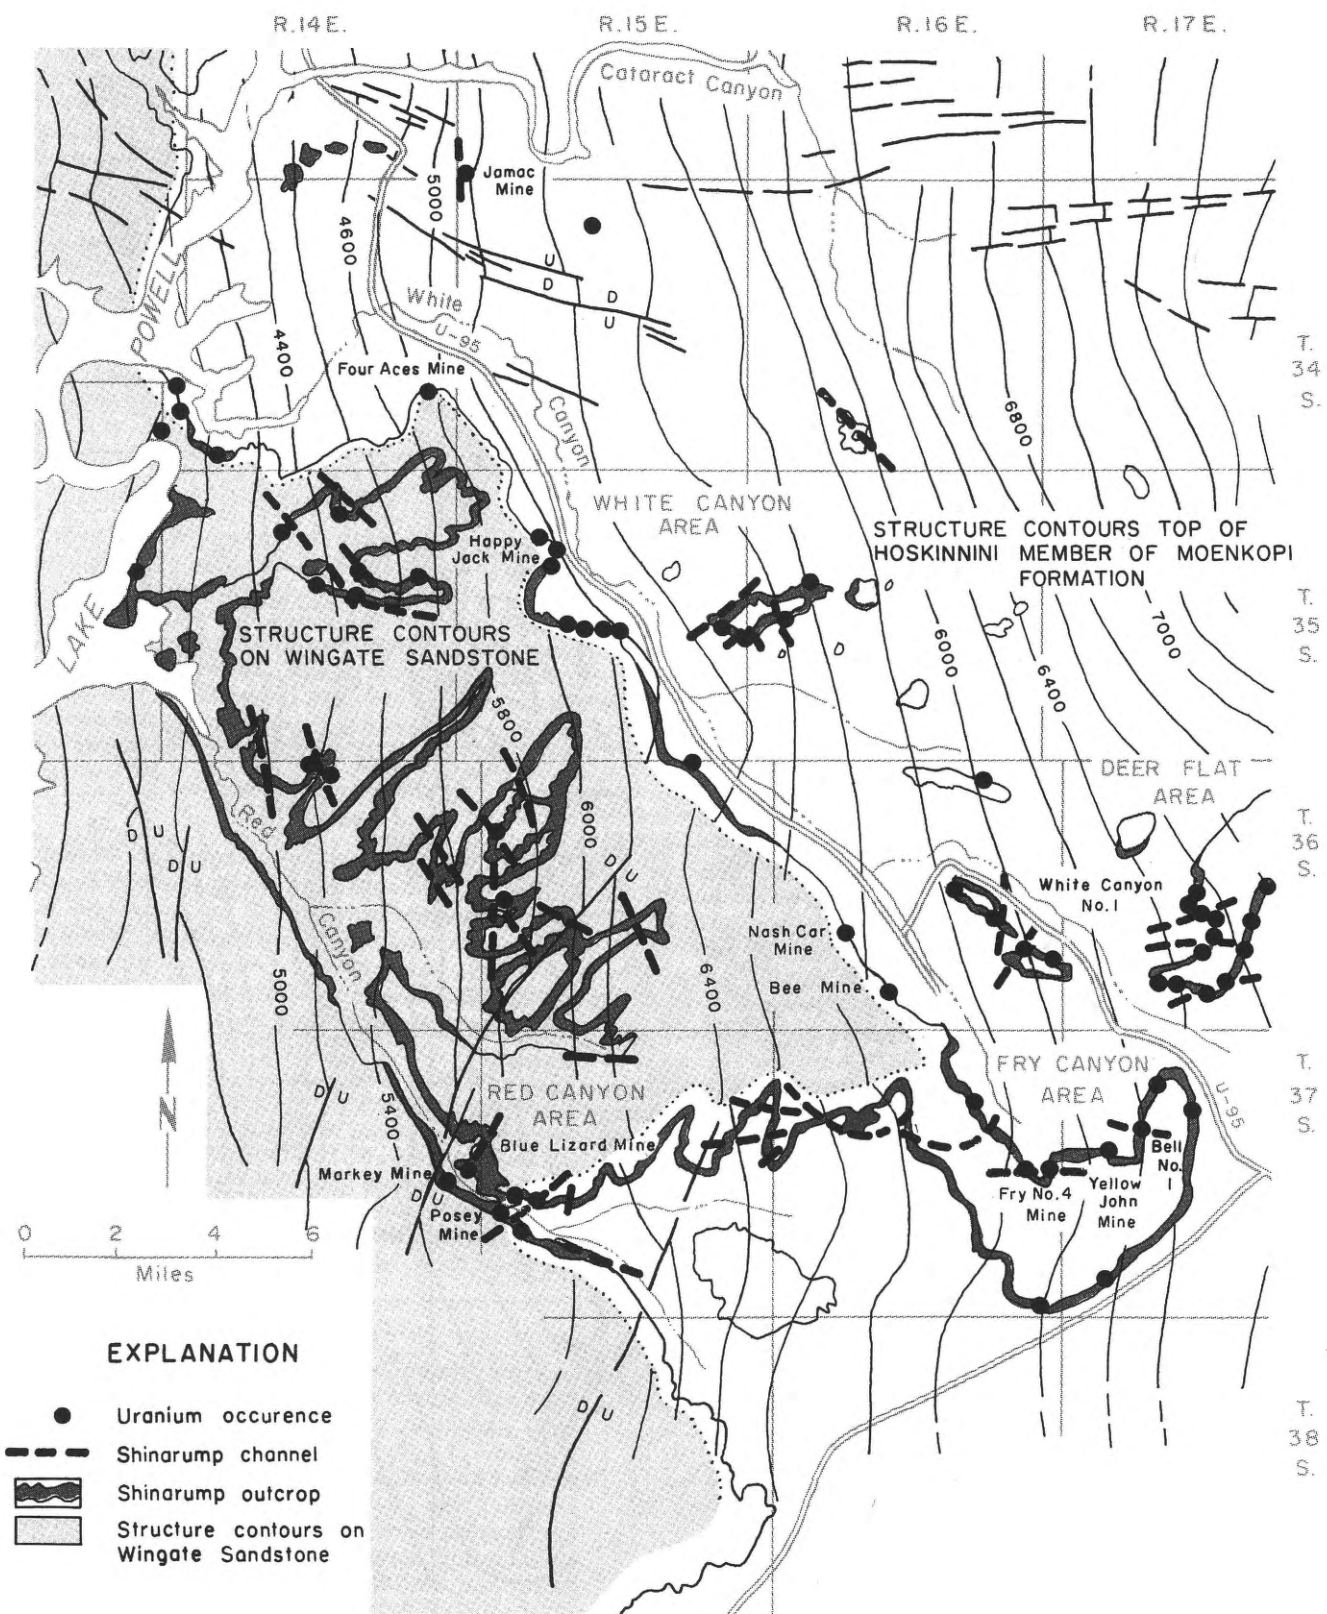 R.14E. R.15E. R.16E. R.17E.
Cataract
Canyon
Jamac
Mine
5000
4600
U
D
D
U
White
U-95
POWELL
4400
T.
34
S.
Four Aces Mine
Canyon
6800
WHITE CANYON
AREA
STRUCTURE CONTOURS TOP OF
HOSKINNINI MEMBER OF MOENKOPI
FORMATION
Happy
Jack Mine
LAKE
STRUCTURE CONTOURS
ON WINGATE SANDSTONE
T.
35
S.
6000
6400
7000
5800
DEER FLAT
AREA
Red
6000
D U
D U
D
U
T.
36
S.
White Canyon
No. 1
Canyon
Nash Car
Mine
Bee Mine
5000
6400
N
RED CANYON
AREA
FRY CANYON
AREA
T.
37
S.
U-95
D U
5400
Blue Lizard Mine
Markey Mine
D U
Posey
Mine
Fry No. 4
Mine
Yellow
John
Mine
Bell
No.
1
0 2 4 6
Miles
EXPLANATION
Uranium occurence
Shinarump channel
Shinarump outcrop
Structure contours on
Wingate Sandstone
D U
T.
38
S.